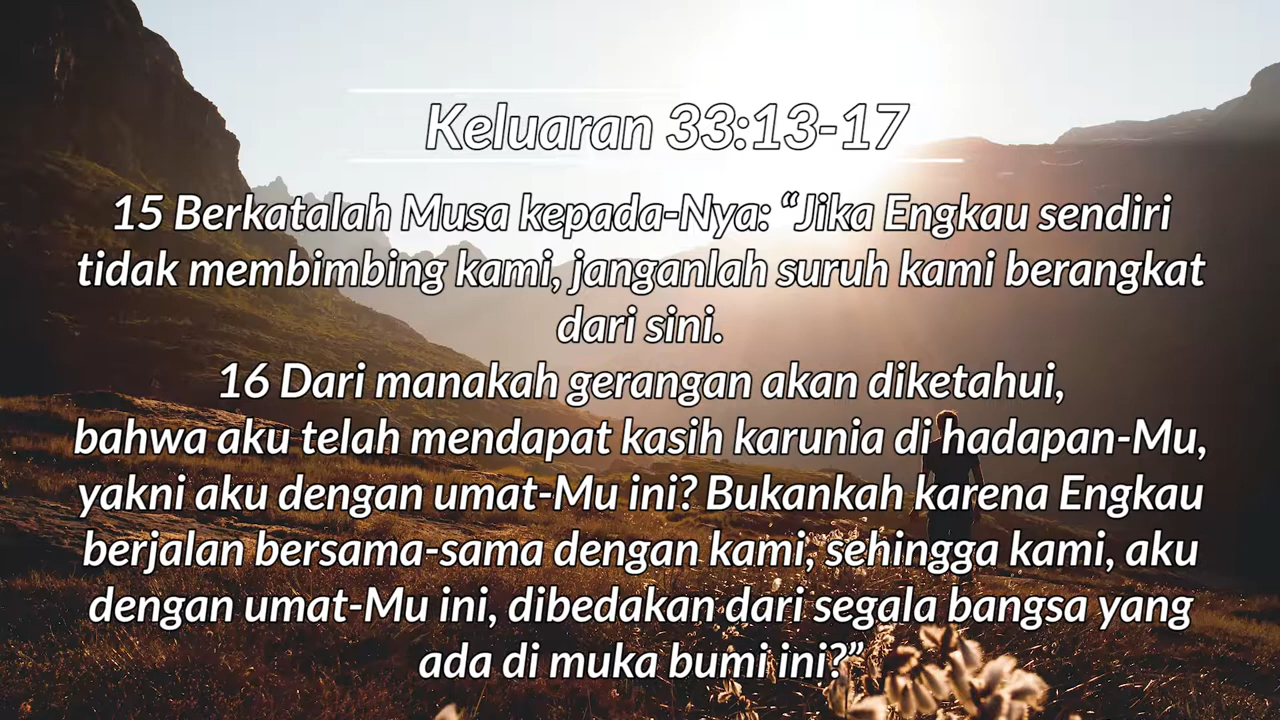 Keluaran 33:13-17
15 Berkatalah Musa kepada-Nya: “Jika Engkau sendiri
tidak membimbing kami, janganlah suruh kami berangkat
dari sini.
16 Dari manakah gerangan akan diketahui,
bahwa aku telah mendapat kasih karunia di hadapan-Mu,
yakni aku dengan umat-Mu ini? Bukankah karena Engkau
berjalan bersama-sama dengan kami, sehingga kami, aku
dengan umat-Mu ini, dibedakan dari segala bangsa yang
ada di muka bumi ini?”